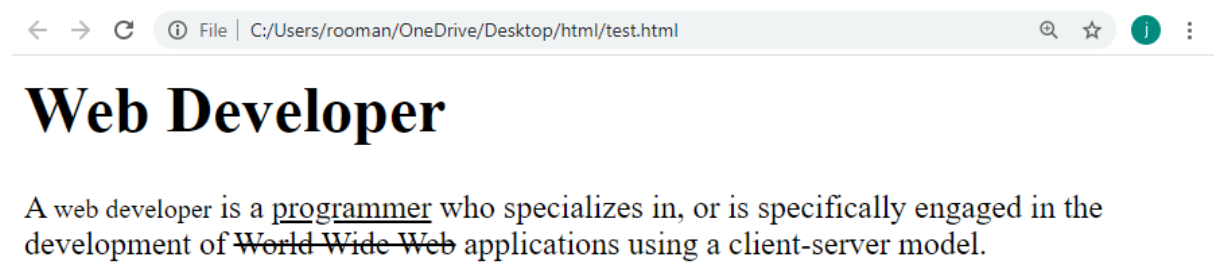 File | C:/Users/rooman/OneDrive/Desktop/html/test.html j
Web Developer
A web developer is a programmer who specializes in, or is specifically engaged in the
development of World Wide Web applications using a client-server model.